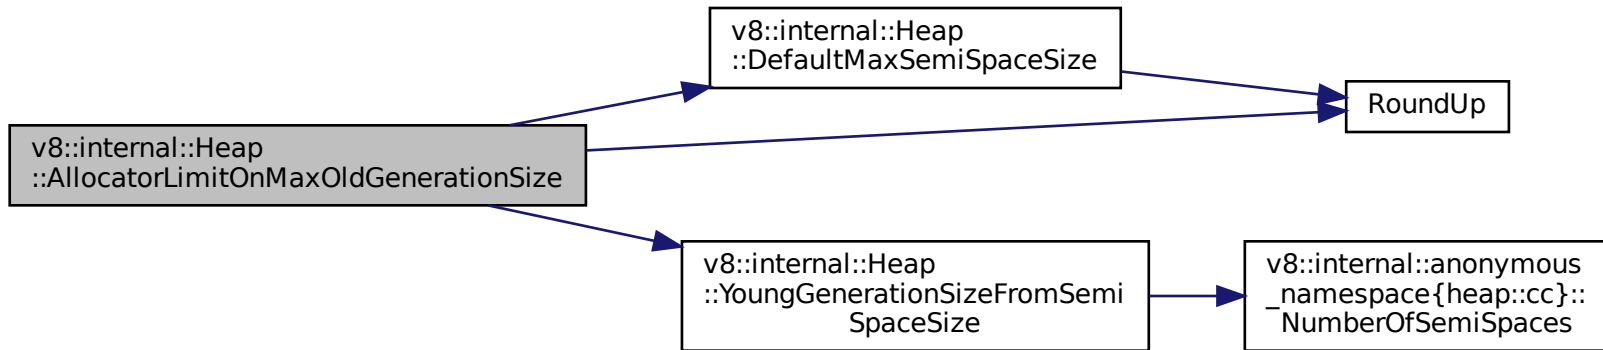 v8::internal::Heap
::AllocatorLimitOnMaxOldGenerationSize
v8::internal::Heap
::DefaultMaxSemiSpaceSize
RoundUp
v8::internal::Heap
::YoungGenerationSizeFromSemi
SpaceSize
v8::internal::anonymous
_namespace{heap::cc}::
NumberOfSemiSpaces